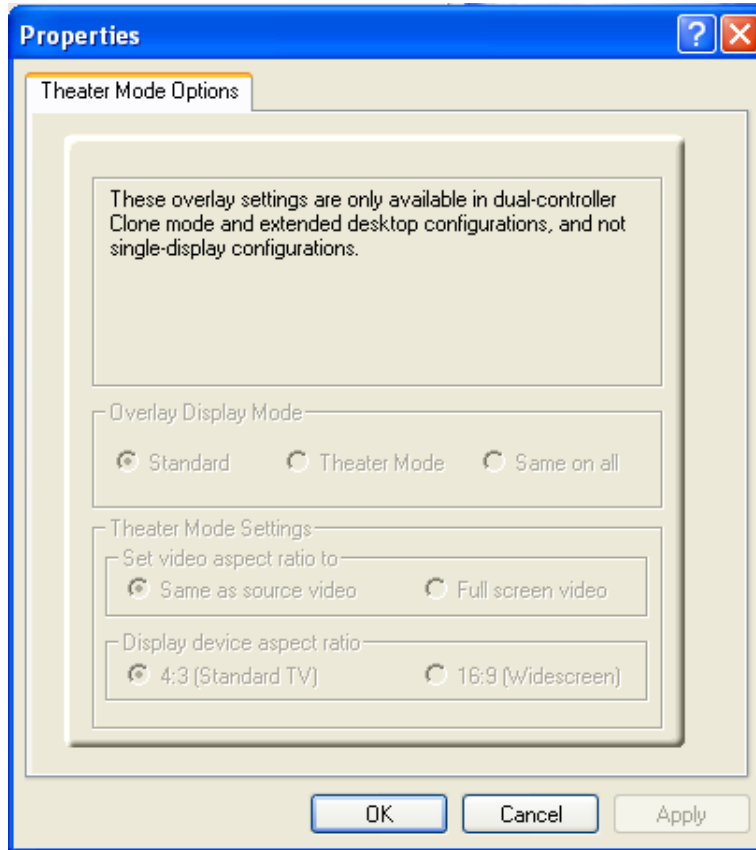 Properties
Theater Mode Options
These overlay settings are only available in dual-controller
Clone mode and extended desktop configurations, and not
single-display configurations.
Overlay Display Mode
Standard Theater Mode Same on all
Theater Mode Settings
Set video aspect ratio to
Same as source video Full screen video
Display device aspect ratio
4:3 (Standard TV) 16:9 (Widescreen)
OK Cancel Apply